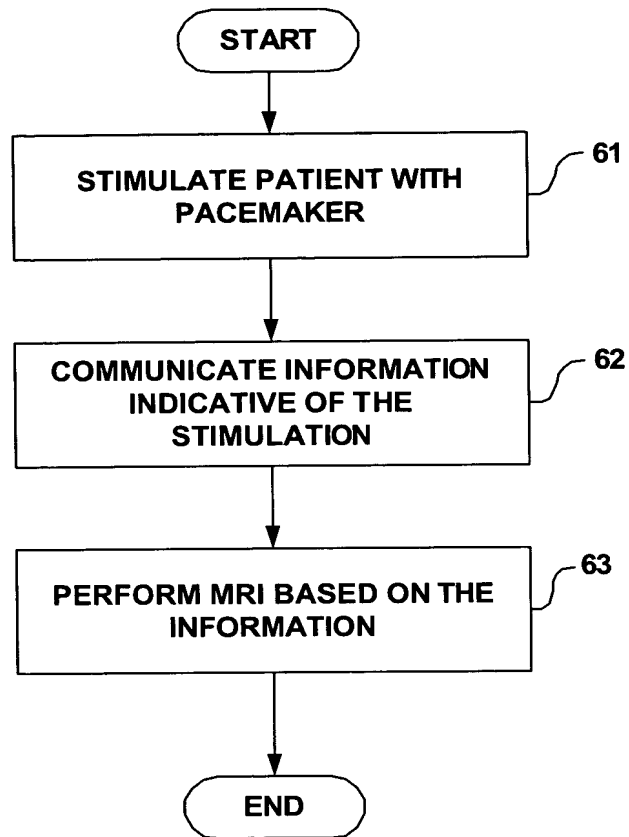 START
61
STIMULATE PATIENT WITH
PACEMAKER
62
COMMUNICATE INFORMATION
INDICATIVE OF THE
STIMULATION
63
PERFORM MRI BASED ON THE
INFORMATION
END